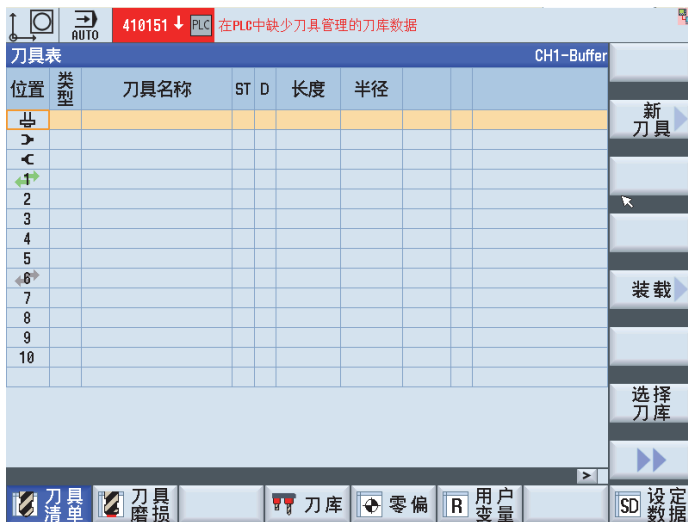 AUTO
410151 ↓ PLC 在PLC中缺少刀具管理的刀库数据
刀具表 CH1-Buffer
位置 类型 刀具名称 ST D 长度 半径
1
2
3
4
5
6
7
8
9
10
新刀具
装载
选择刀库
刀具清单 刀具磨损 刀库 零偏 R 用户变量 SD 设定数据